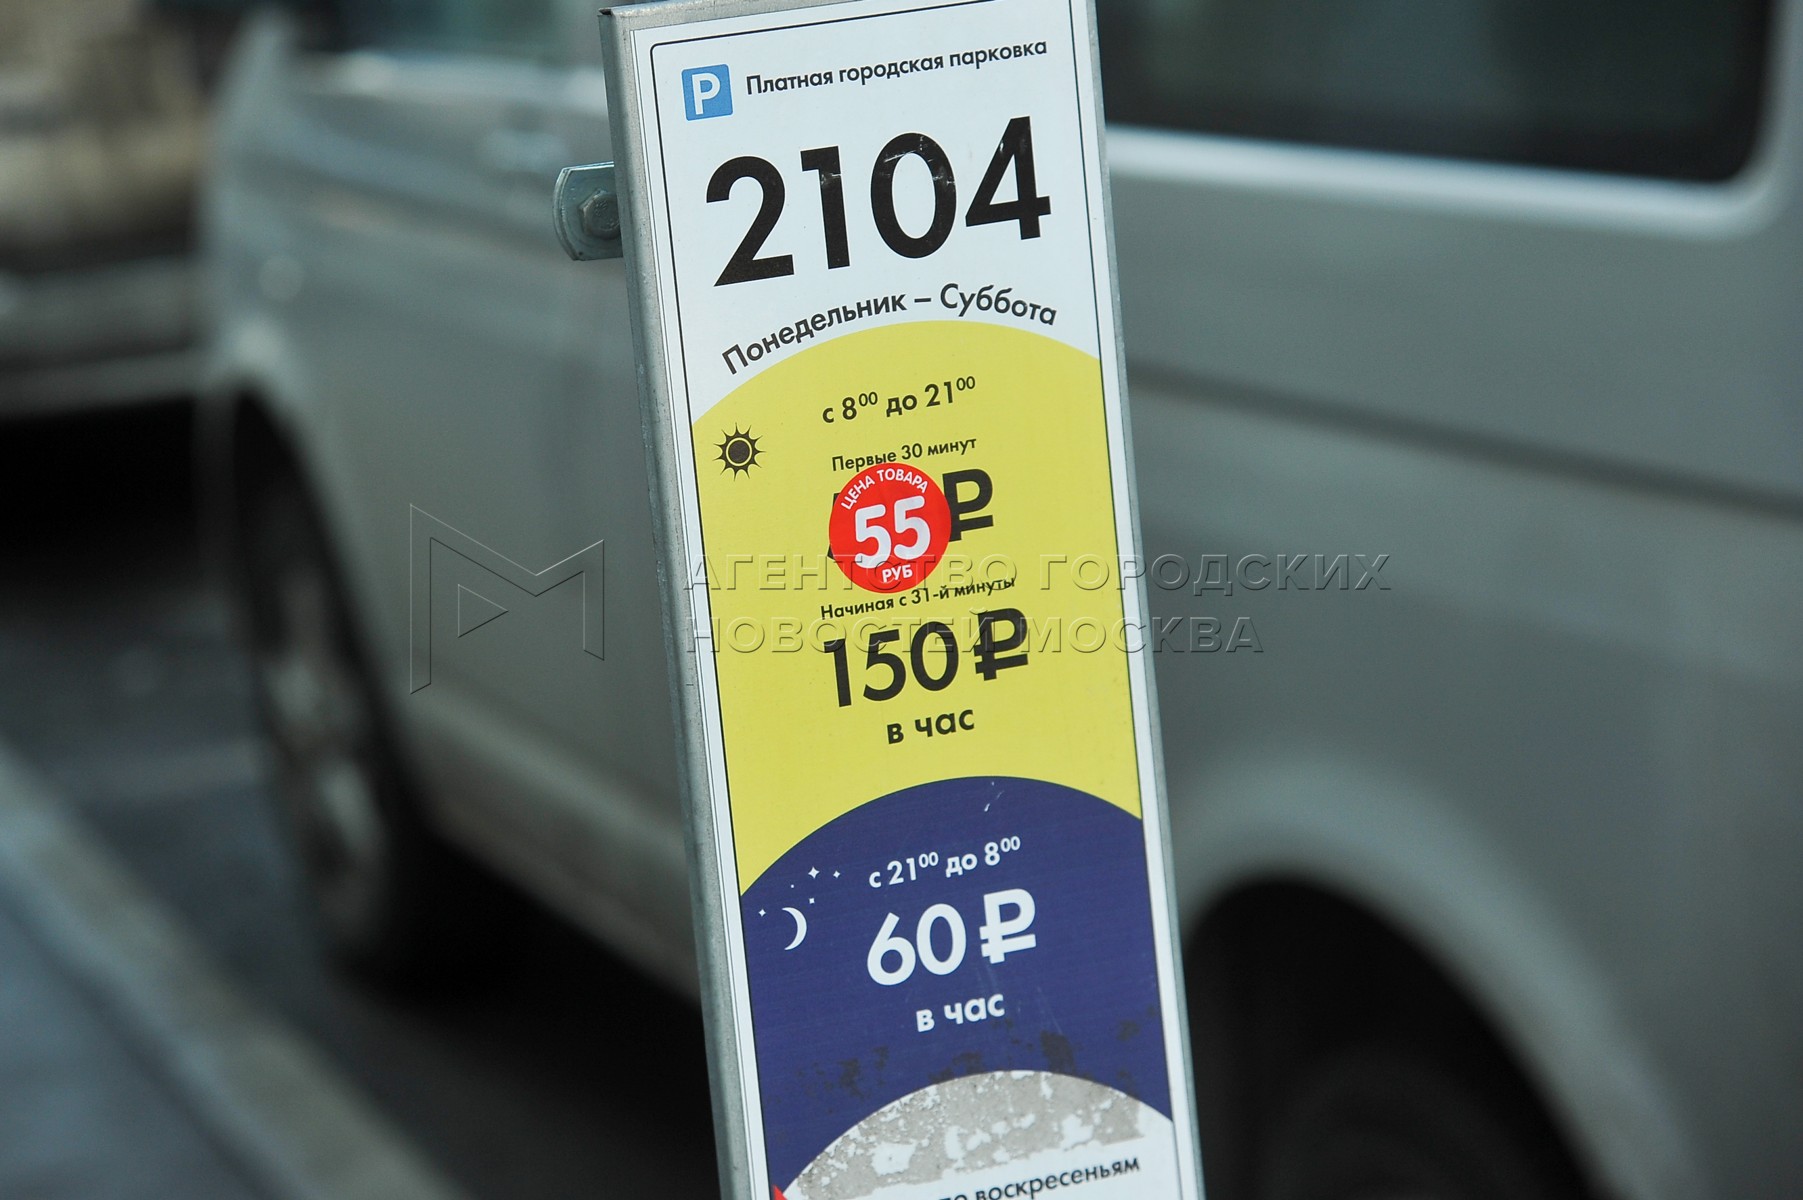 P Платная городская парковка
2104
Понедельник – Суббота
с 8⁰⁰ до 21⁰⁰
Первые 30 минут
ЦЕНА ТОВАРА
55 ₽
РУБ
АГЕНТСТВО ГОРОДСКИХ
НОВОСТЕЙ МОСКВА
Начиная с 31-й минуты
150 ₽
в час
с 21⁰⁰ до 8⁰⁰
60 ₽
в час
по воскресеньям